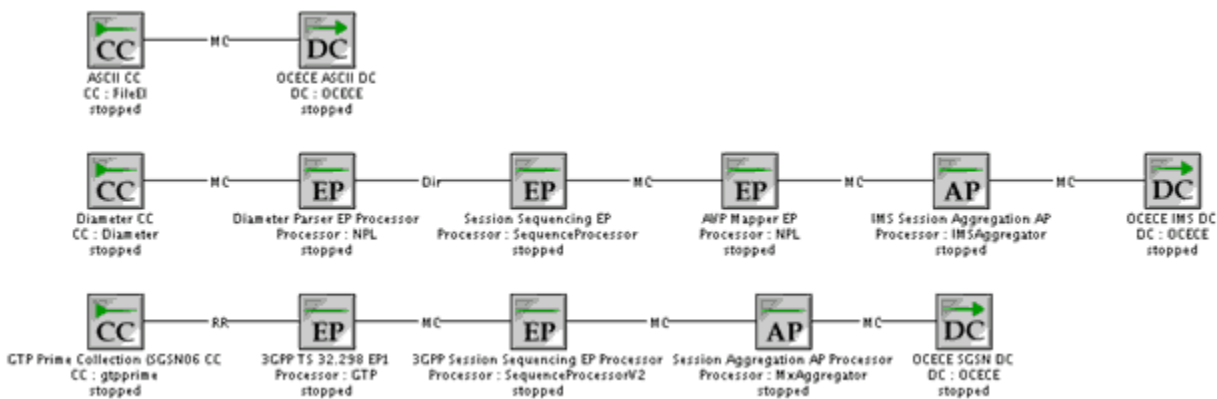 CC MC DC
ASCII CC OCECE ASCII DC
CC : FileEI DC : OCECE
stopped stopped
CC MC EP Dir EP MC EP MC AP MC DC
Diameter CC Diameter Parser EP Processor Session Sequencing EP AVP Mapper EP IMS Session Aggregation AP OCECE IMS DC
CC : Diameter Processor : NPL Processor : SequenceProcessor Processor : NPL Processor : IMSAggregator DC : OCECE
stopped stopped stopped stopped stopped stopped
CC RR EP MC EP MC AP MC DC
GTP Prime Collection (SGSN06 CC 3GPP TS 32.298 EP1 3GPP Session Sequencing EP Processor Session Aggregation AP Processor OCECE SGSN DC
CC : gtpprime Processor : GTP Processor : SequenceProcessorV2 Processor : MxAggregator DC : OCECE
stopped stopped stopped stopped stopped